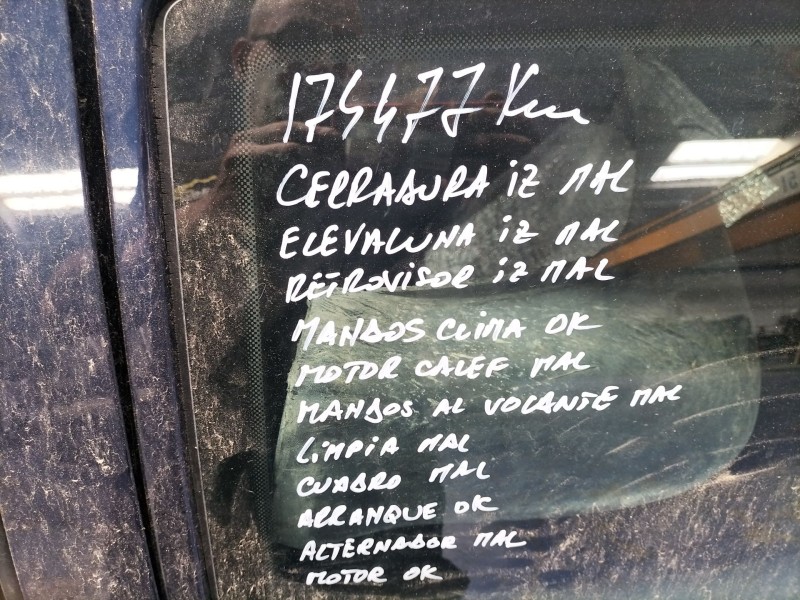 174477 Km
CERRADURA iZ MAL
ELEVALUNA iZ MAL
RETROViSOR iZ MAL
MANDOS CLIMA OK
MOTOR CALEF MAL
MANDOS AL VOLANTE MAL
LiMPiA MAL
CUADRO MAL
ARRANQUE OK
ALTERNADOR MAL
MOTOR OK